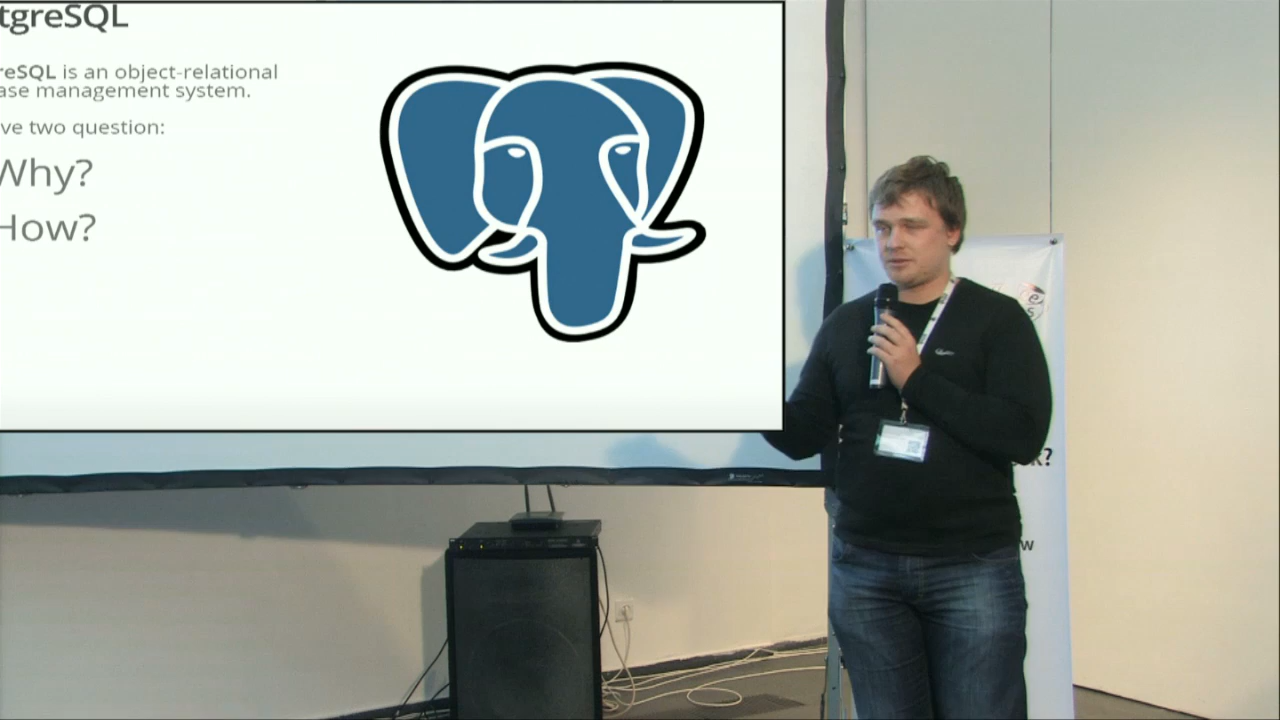 tgreSQL
reSQL is an object-relational
ase management system.
ve two question:
Why?
How?
e
S
k?
w